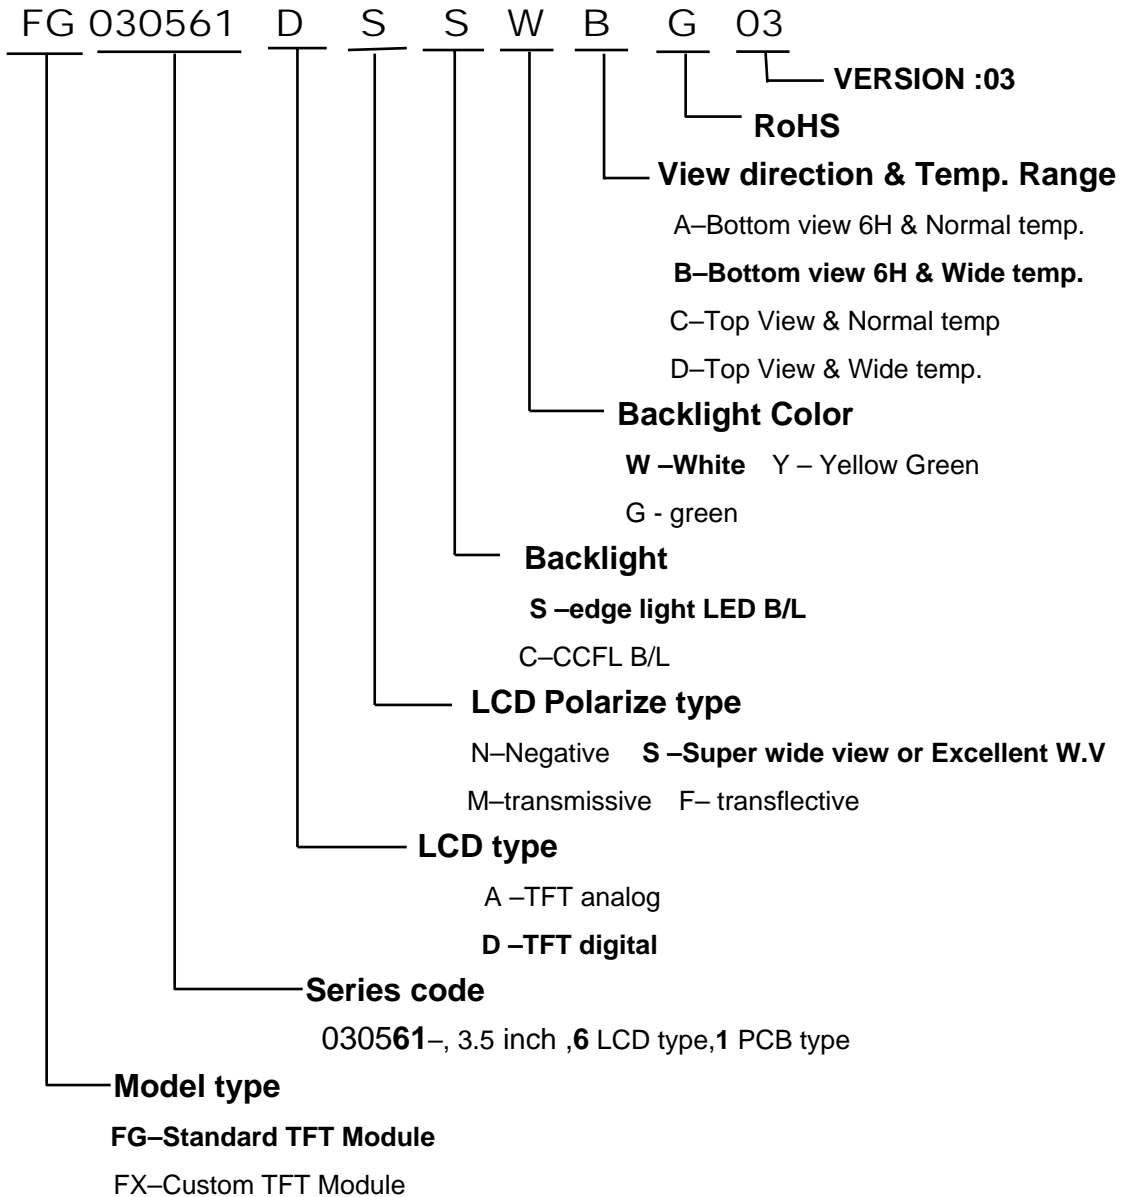 FG 030561 D S S W B G 03
VERSION :03
RoHS
View direction & Temp. Range
A–Bottom view 6H & Normal temp.
B–Bottom view 6H & Wide temp.
C–Top View & Normal temp
D–Top View & Wide temp.
Backlight Color
W –White Y – Yellow Green
G - green
Backlight
S –edge light LED B/L
C–CCFL B/L
LCD Polarize type
N–Negative S –Super wide view or Excellent W.V
M–transmissive F– transflective
LCD type
A –TFT analog
D –TFT digital
Series code
030561–, 3.5 inch ,6 LCD type,1 PCB type
Model type
FG–Standard TFT Module
FX–Custom TFT Module